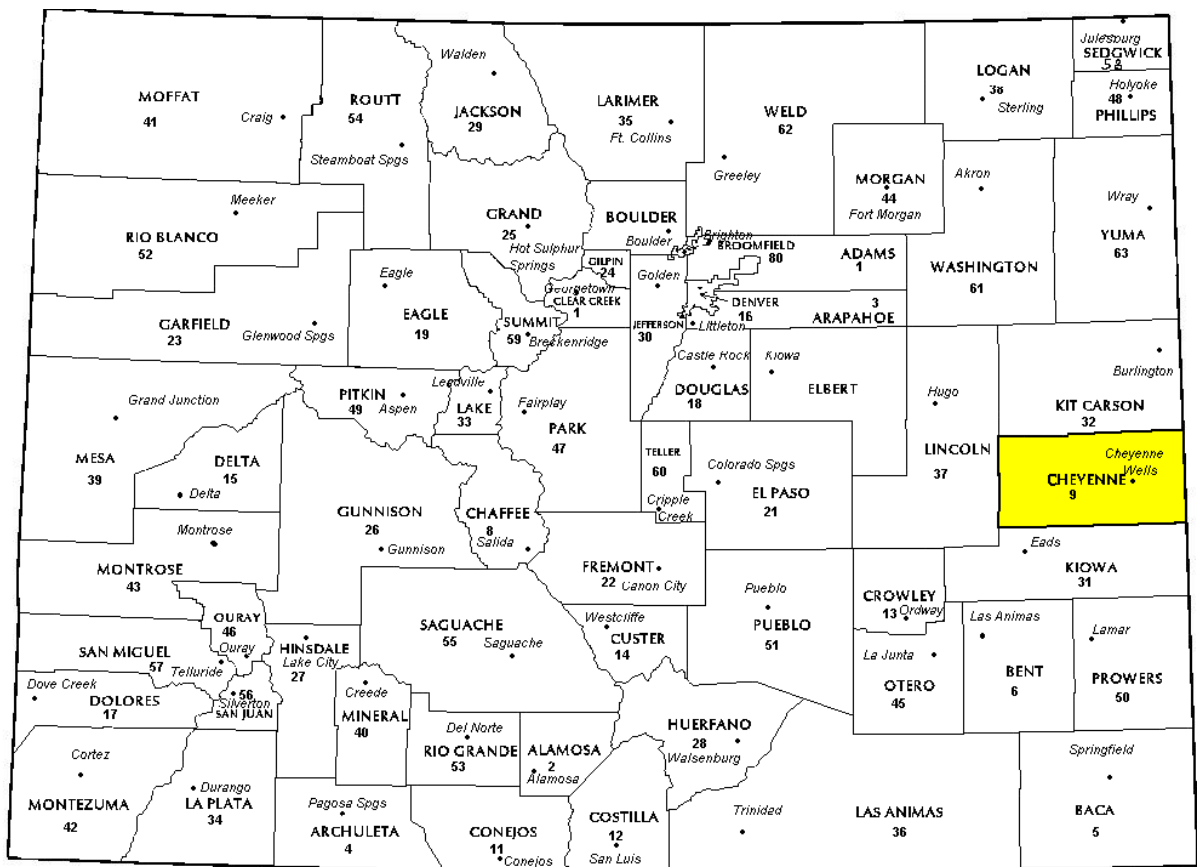 Julesburg
SEDGWICK
58
Walden
LOGAN
38
Holyoke
48
PHILLIPS
MOFFAT
41
Craig
ROUTT
54
JACKSON
29
LARIMER
35
Ft. Collins
WELD
62
Sterling
Steamboat Spgs
Greeley
MORGAN
44
Fort Morgan
Akron
Meeker
Wray
RIO BLANCO
52
GRAND
25
Hot Sulphur
Springs
BOULDER
Boulder
Brighton
BROOMFIELD
80
ADAMS
1
WASHINGTON
61
YUMA
63
GILPIN
24
Golden
Eagle
EAGLE
19
Georgetown
CLEAR CREEK
1
DENVER
16
3
ARAPAHOE
GARFIELD
23
Glenwood Spgs
SUMMIT
59
Breckenridge
JEFFERSON
30
Littleton
Castle Rock
DOUGLAS
18
Kiowa
ELBERT
Hugo
Burlington
KIT CARSON
32
PITKIN
49
Aspen
Leadville
LAKE
33
Fairplay
PARK
47
Grand Junction
MESA
39
DELTA
15
Delta
TELLER
60
Cripple
Creek
Colorado Spgs
EL PASO
21
LINCOLN
37
Cheyenne
Wells
CHEYENNE
9
GUNNISON
26
Gunnison
CHAFFEE
8
Salida
Montrose
MONTROSE
43
FREMONT
22
Canon City
Pueblo
PUEBLO
51
Eads
KIOWA
31
CROWLEY
13
Ordway
OURAY
46
Ouray
HINSDALE
Lake City
27
SAGUACHE
55
Saguache
Westcliffe
CUSTER
14
Las Animas
BENT
6
Lamar
PROWERS
50
La Junta
OTERO
45
SAN MIGUEL
57
Telluride
Dove Creek
DOLORES
17
56
Silverton
SAN JUAN
Creede
MINERAL
40
Del Norte
RIO GRANDE
53
ALAMOSA
2
Alamosa
HUERFANO
28
Walsenburg
Cortez
MONTEZUMA
42
Durango
LA PLATA
34
Pagosa Spgs
ARCHULETA
4
CONEJOS
11
Conejos
COSTILLA
12
San Luis
Trinidad
LAS ANIMAS
36
Springfield
BACA
5